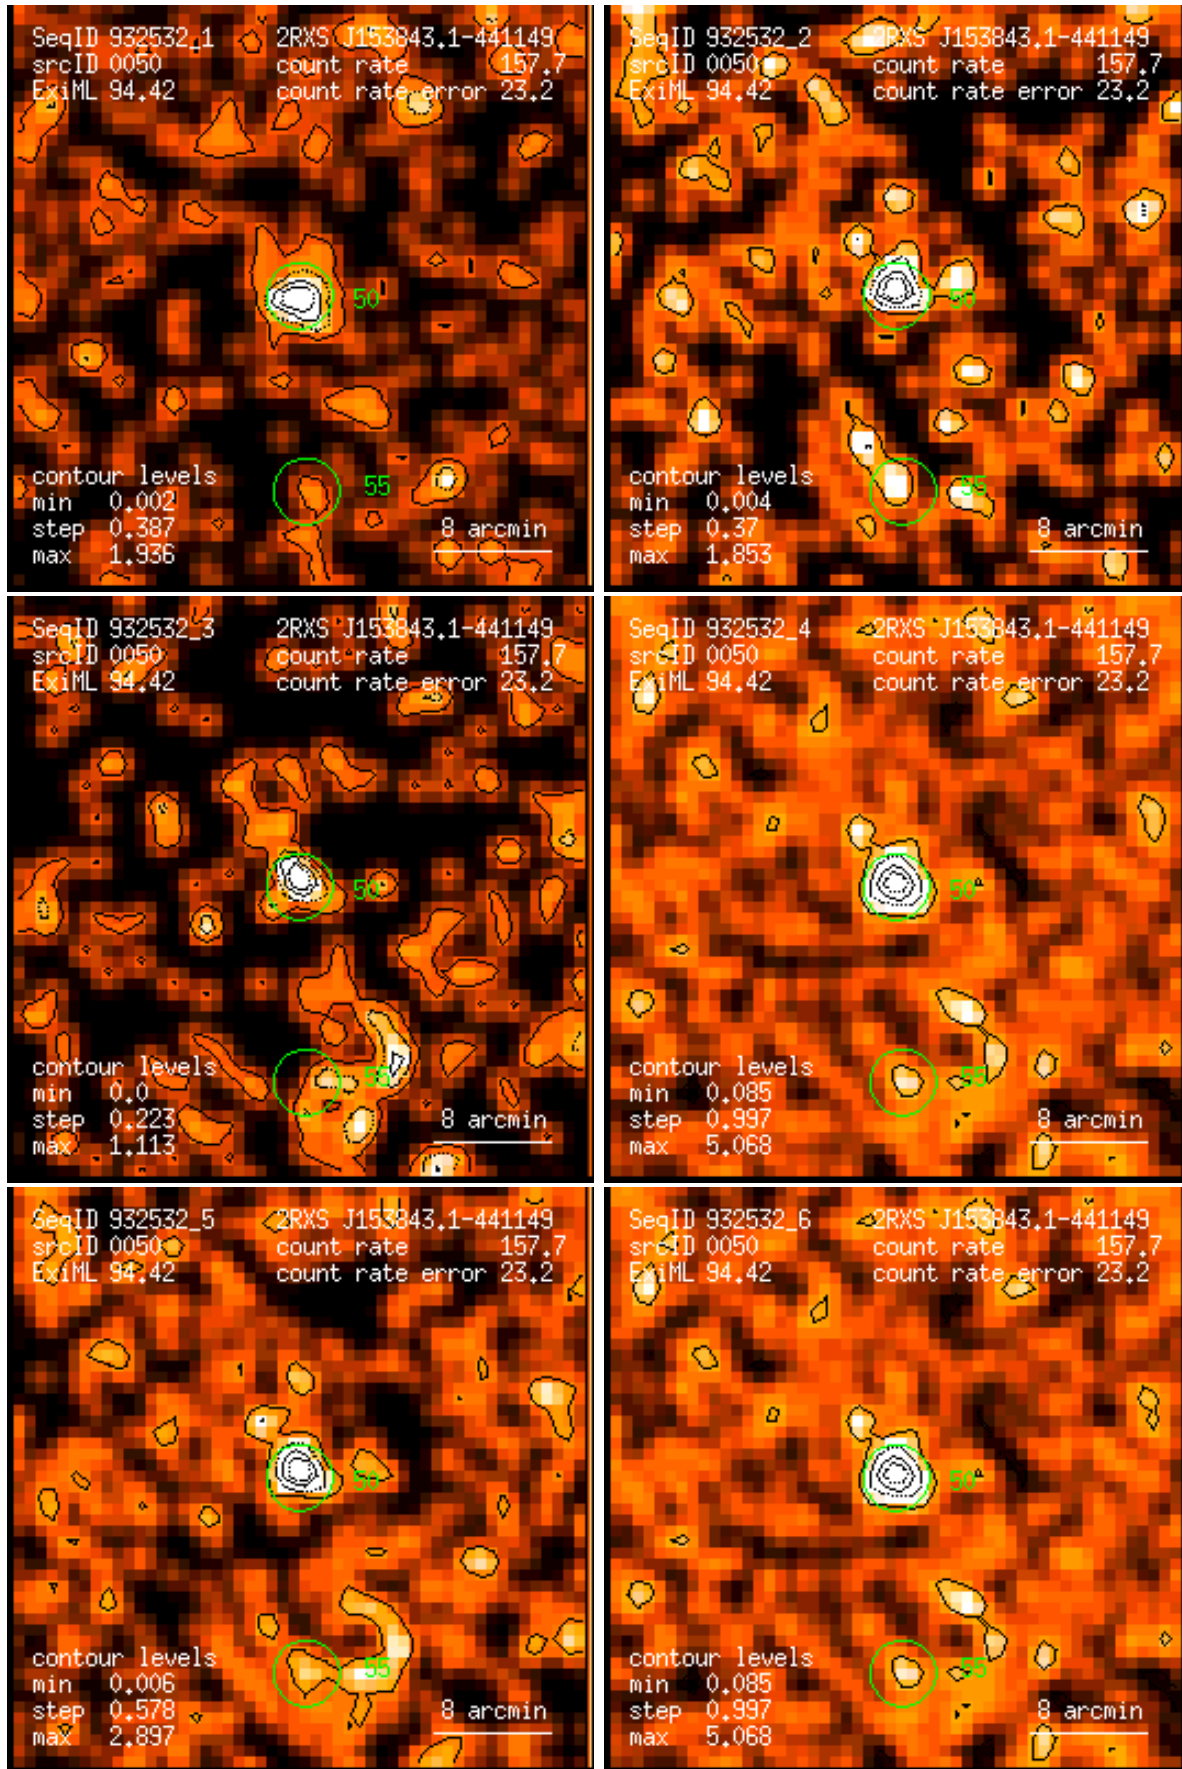 SeqID 932532_1 2RXS J153843.1-441149
srcID 0050 count rate 157.7
ExiML 94.42 count rate error 23.2
50
55
contour levels
min 0.002
step 0.387
max 1.936
8 arcmin
SeqID 932532_2 2RXS J153843.1-441149
srcID 0050 count rate 157.7
ExiML 94.42 count rate error 23.2
50
55
contour levels
min 0.004
step 0.37
max 1.853
8 arcmin
SeqID 932532_3 2RXS J153843.1-441149
srcID 0050 count rate 157.7
ExiML 94.42 count rate error 23.2
50
55
contour levels
min 0.0
step 0.223
max 1.113
8 arcmin
SeqID 932532_4 2RXS J153843.1-441149
srcID 0050 count rate 157.7
ExiML 94.42 count rate error 23.2
50
55
contour levels
min 0.085
step 0.997
max 5.068
8 arcmin
SeqID 932532_5 2RXS J153843.1-441149
srcID 0050 count rate 157.7
ExiML 94.42 count rate error 23.2
50
55
contour levels
min 0.006
step 0.578
max 2.897
8 arcmin
SeqID 932532_6 2RXS J153843.1-441149
srcID 0050 count rate 157.7
ExiML 94.42 count rate error 23.2
50
55
contour levels
min 0.085
step 0.997
max 5.068
8 arcmin